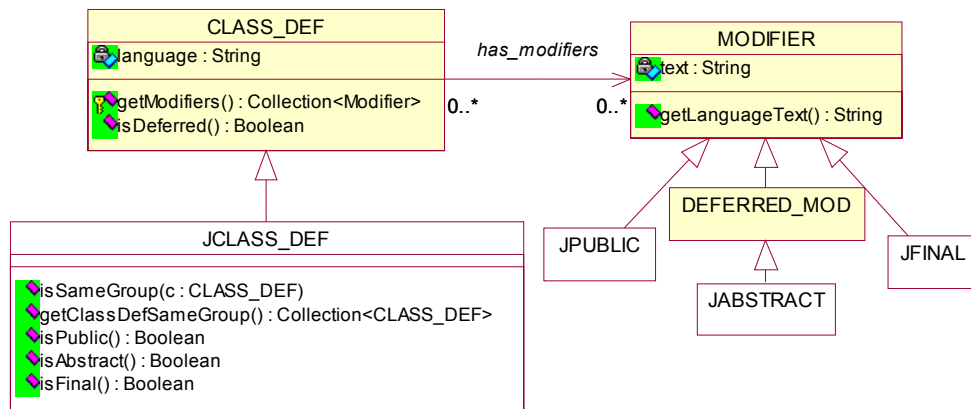 CLASS_DEF
language : String
getModifiers() : Collection<Modifier>
isDeferred() : Boolean
has_modifiers
0..*
0..*
MODIFIER
text : String
getLanguageText() : String
JCLASS_DEF
isSameGroup(c : CLASS_DEF)
getClassDefSameGroup() : Collection<CLASS_DEF>
isPublic() : Boolean
isAbstract() : Boolean
isFinal() : Boolean
JPUBLIC
DEFERRED_MOD
JFINAL
JABSTRACT